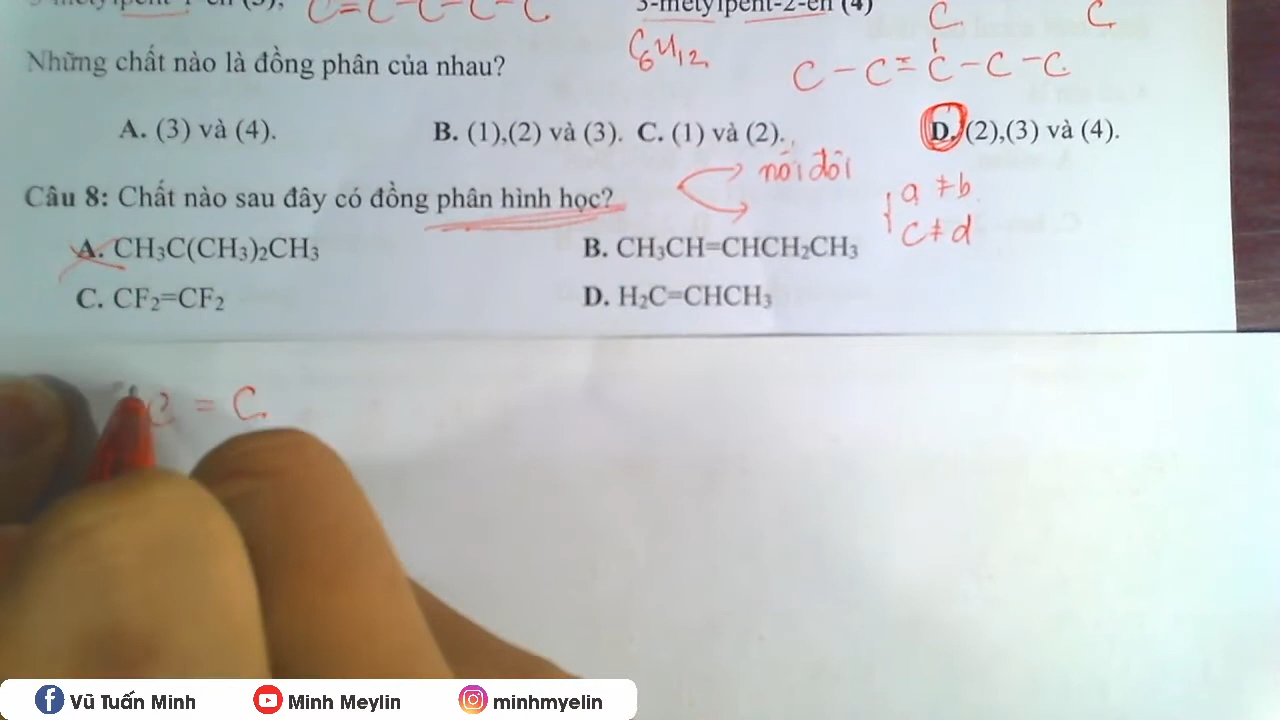 C=C-C-C-C
3-metylpent-2-en (4)
C C
C6H12
C - C = C - C - C
Những chất nào là đồng phân của nhau?
A. (3) và (4). B. (1),(2) và (3). C. (1) và (2). D. (2),(3) và (4).
nối đôi
a ≠ b
c ≠ d
Câu 8: Chất nào sau đây có đồng phân hình học?
A. CH3C(CH3)2CH3 B. CH3CH=CHCH2CH3
C. CF2=CF2 D. H2C=CHCH3
C = C
Vũ Tuấn Minh Minh Meylin minhmyelin